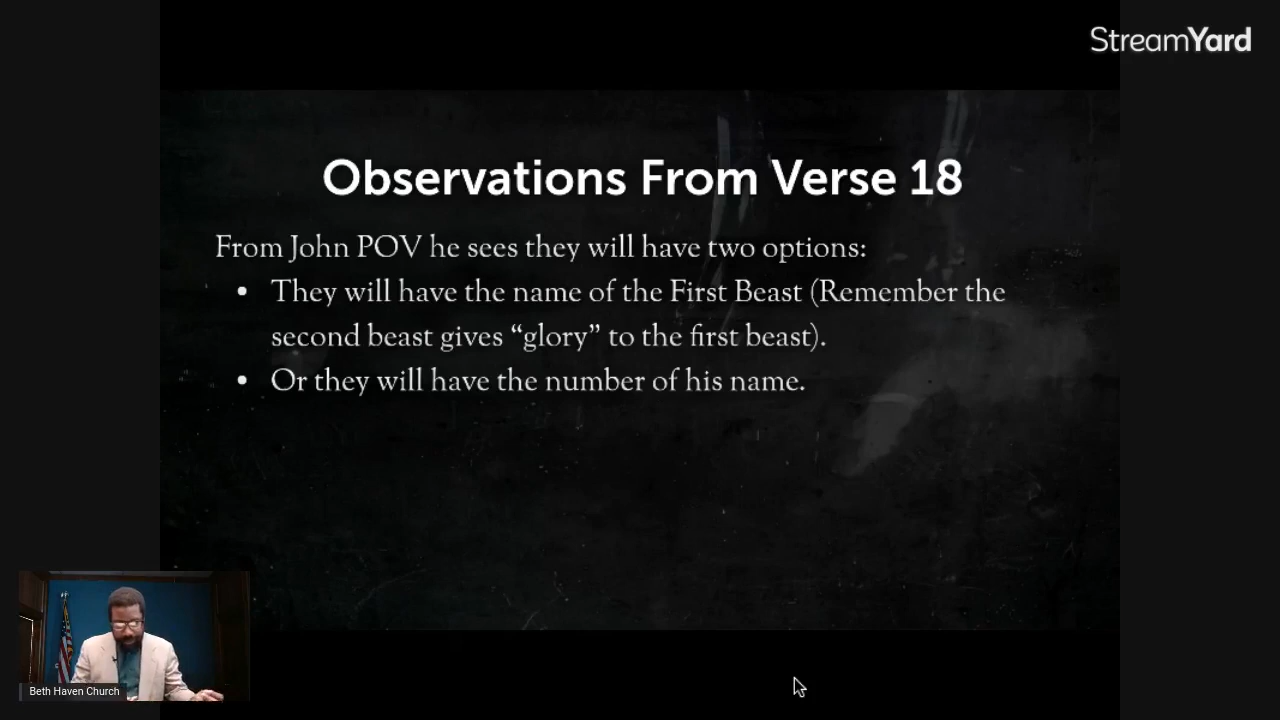 StreamYard
Observations From Verse 18
From John POV he sees they will have two options:
• They will have the name of the First Beast (Remember the
second beast gives “glory” to the first beast).
• Or they will have the number of his name.
Beth Haven Church